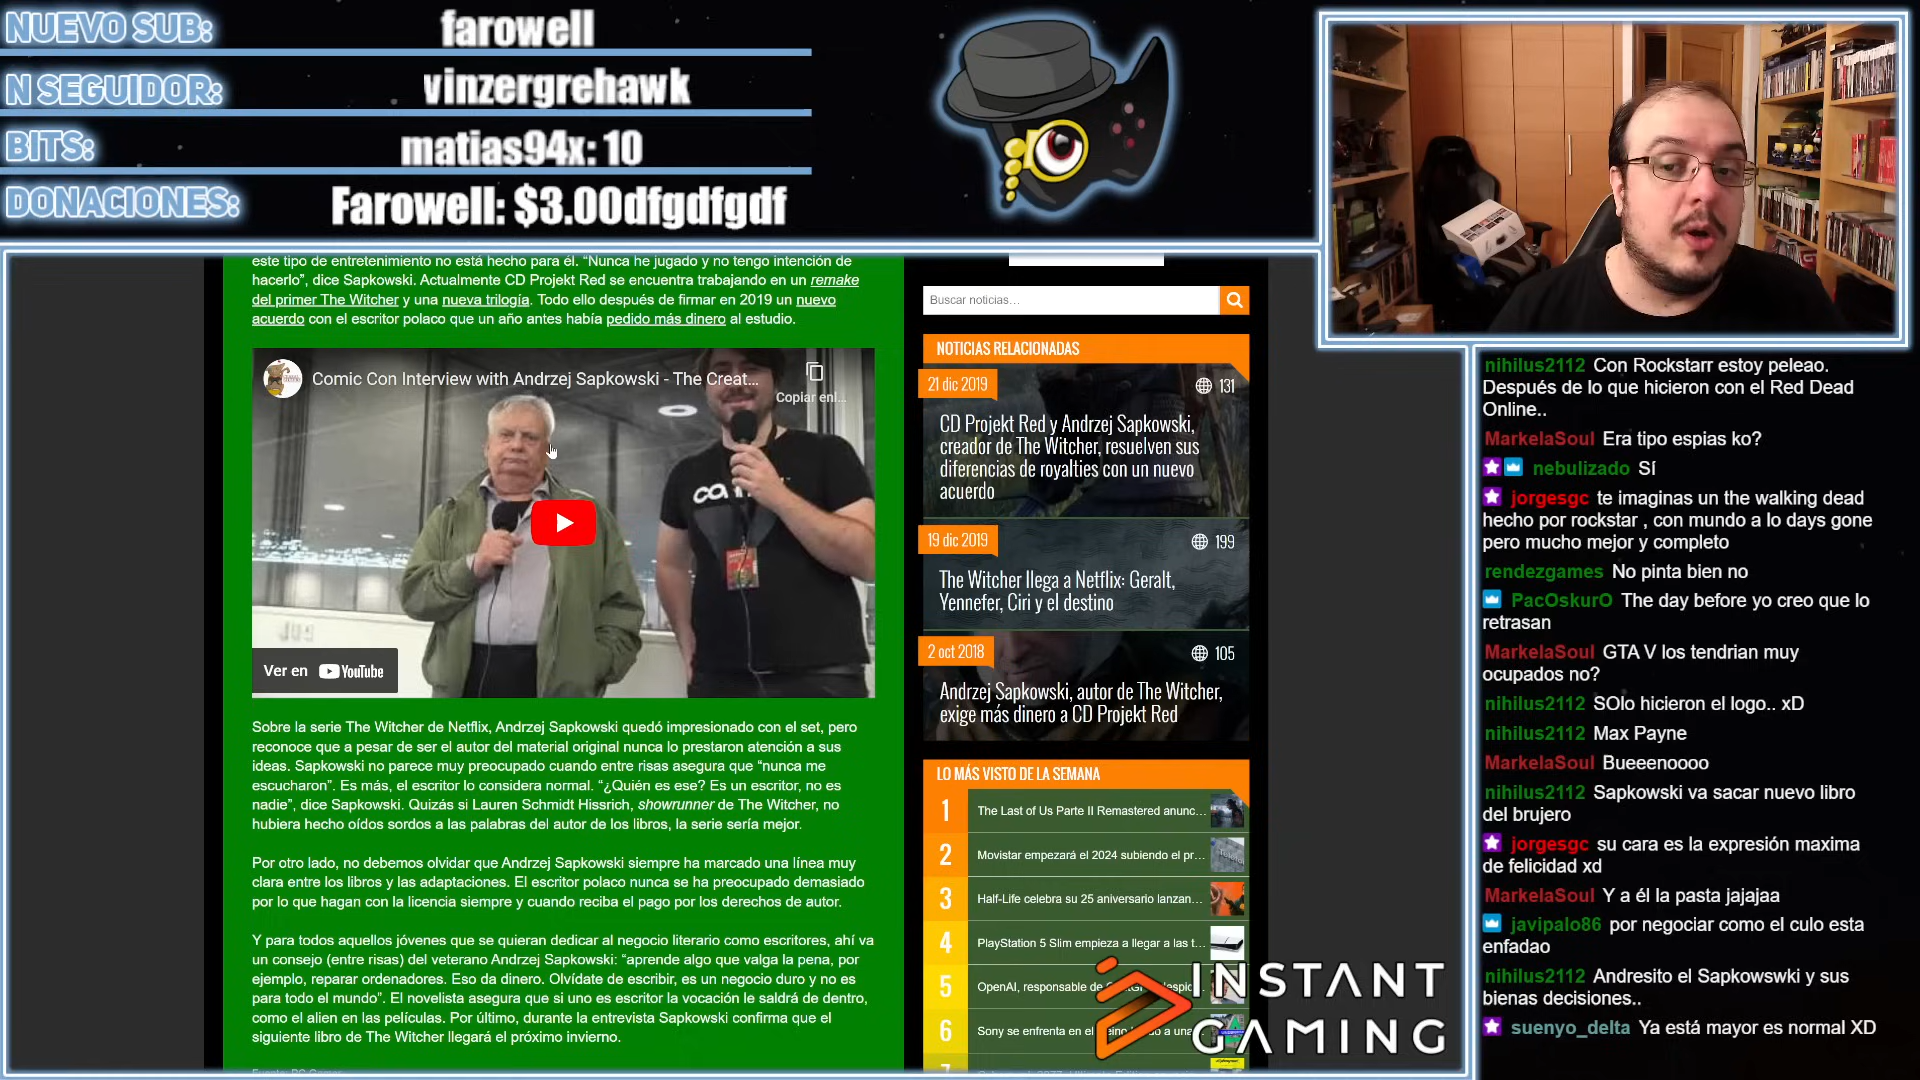 NUEVO SUB:
farowell
N SEGUIDOR:
vinzergrehawk
BITS:
matias94x: 10
DONACIONES:
Farowell: $3.00dfgdfgdf
este tipo de entretenimiento no está hecho para él. “Nunca he jugado y no tengo intención de
hacerlo”, dice Sapkowski. Actualmente CD Projekt Red se encuentra trabajando en un remake
del primer The Witcher y una nueva trilogía. Todo ello después de firmar en 2019 un nuevo
acuerdo con el escritor polaco que un año antes había pedido más dinero al estudio.
Comic Con Interview with Andrzej Sapkowski - The Creat...
Copiar enl...
Ver en YouTube
Sobre la serie The Witcher de Netflix, Andrzej Sapkowski quedó impresionado con el set, pero
reconoce que a pesar de ser el autor del material original nunca lo prestaron atención a sus
ideas. Sapkowski no parece muy preocupado cuando entre risas asegura que “nunca me
escucharon”. Es más, el escritor lo considera normal. “¿Quién es ese? Es un escritor, no es
nadie”, dice Sapkowski. Quizás si Lauren Schmidt Hissrich, showrunner de The Witcher, no
hubiera hecho oídos sordos a las palabras del autor de los libros, la serie sería mejor.
Por otro lado, no debemos olvidar que Andrzej Sapkowski siempre ha marcado una línea muy
clara entre los libros y las adaptaciones. El escritor polaco nunca se ha preocupado demasiado
por lo que hagan con la licencia siempre y cuando reciba el pago por los derechos de autor.
Y para todos aquellos jóvenes que se quieran dedicar al negocio literario como escritores, ahí va
un consejo (entre risas) del veterano Andrzej Sapkowski: “aprende algo que valga la pena, por
ejemplo, reparar ordenadores. Eso da dinero. Olvídate de escribir, es un negocio duro y no es
para todo el mundo”. El novelista asegura que si uno es escritor la vocación le saldrá de dentro,
como el alien en las películas. Por último, durante la entrevista Sapkowski confirma que el
siguiente libro de The Witcher llegará el próximo invierno.
Buscar noticias...
NOTICIAS RELACIONADAS
21 dic 2019
131
CD Projekt Red y Andrzej Sapkowski,
creador de The Witcher, resuelven sus
diferencias de royalties con un nuevo
acuerdo
19 dic 2019
199
The Witcher llega a Netflix: Geralt,
Yennefer, Ciri y el destino
2 oct 2018
105
Andrzej Sapkowski, autor de The Witcher,
exige más dinero a CD Projekt Red
LO MÁS VISTO DE LA SEMANA
1 The Last of Us Parte II Remastered anunc...
2 Movistar empezará el 2024 subiendo el pr...
3 Half-Life celebra su 25 aniversario lanzan...
4 PlayStation 5 Slim empieza a llegar a las t...
5 OpenAI, responsable de
6 Sony se enfrenta en el
INSTANT
GAMING
nihilus2112 Con Rockstarr estoy peleao.
Después de lo que hicieron con el Red Dead
Online..
MarkelaSoul Era tipo espias ko?
nebulizado Sí
jorgesgc te imaginas un the walking dead
hecho por rockstar , con mundo a lo days gone
pero mucho mejor y completo
rendezgames No pinta bien no
PacOskurO The day before yo creo que lo
retrasan
MarkelaSoul GTA V los tendrian muy
ocupados no?
nihilus2112 SOlo hicieron el logo.. xD
nihilus2112 Max Payne
MarkelaSoul Bueeenoooo
nihilus2112 Sapkowski va sacar nuevo libro
del brujero
jorgesgc su cara es la expresión maxima
de felicidad xd
MarkelaSoul Y a él la pasta jajajaa
javipalo86 por negociar como el culo esta
enfadao
nihilus2112 Andresito el Sapkowswki y sus
bienas decisiones..
suenyo_delta Ya está mayor es normal XD